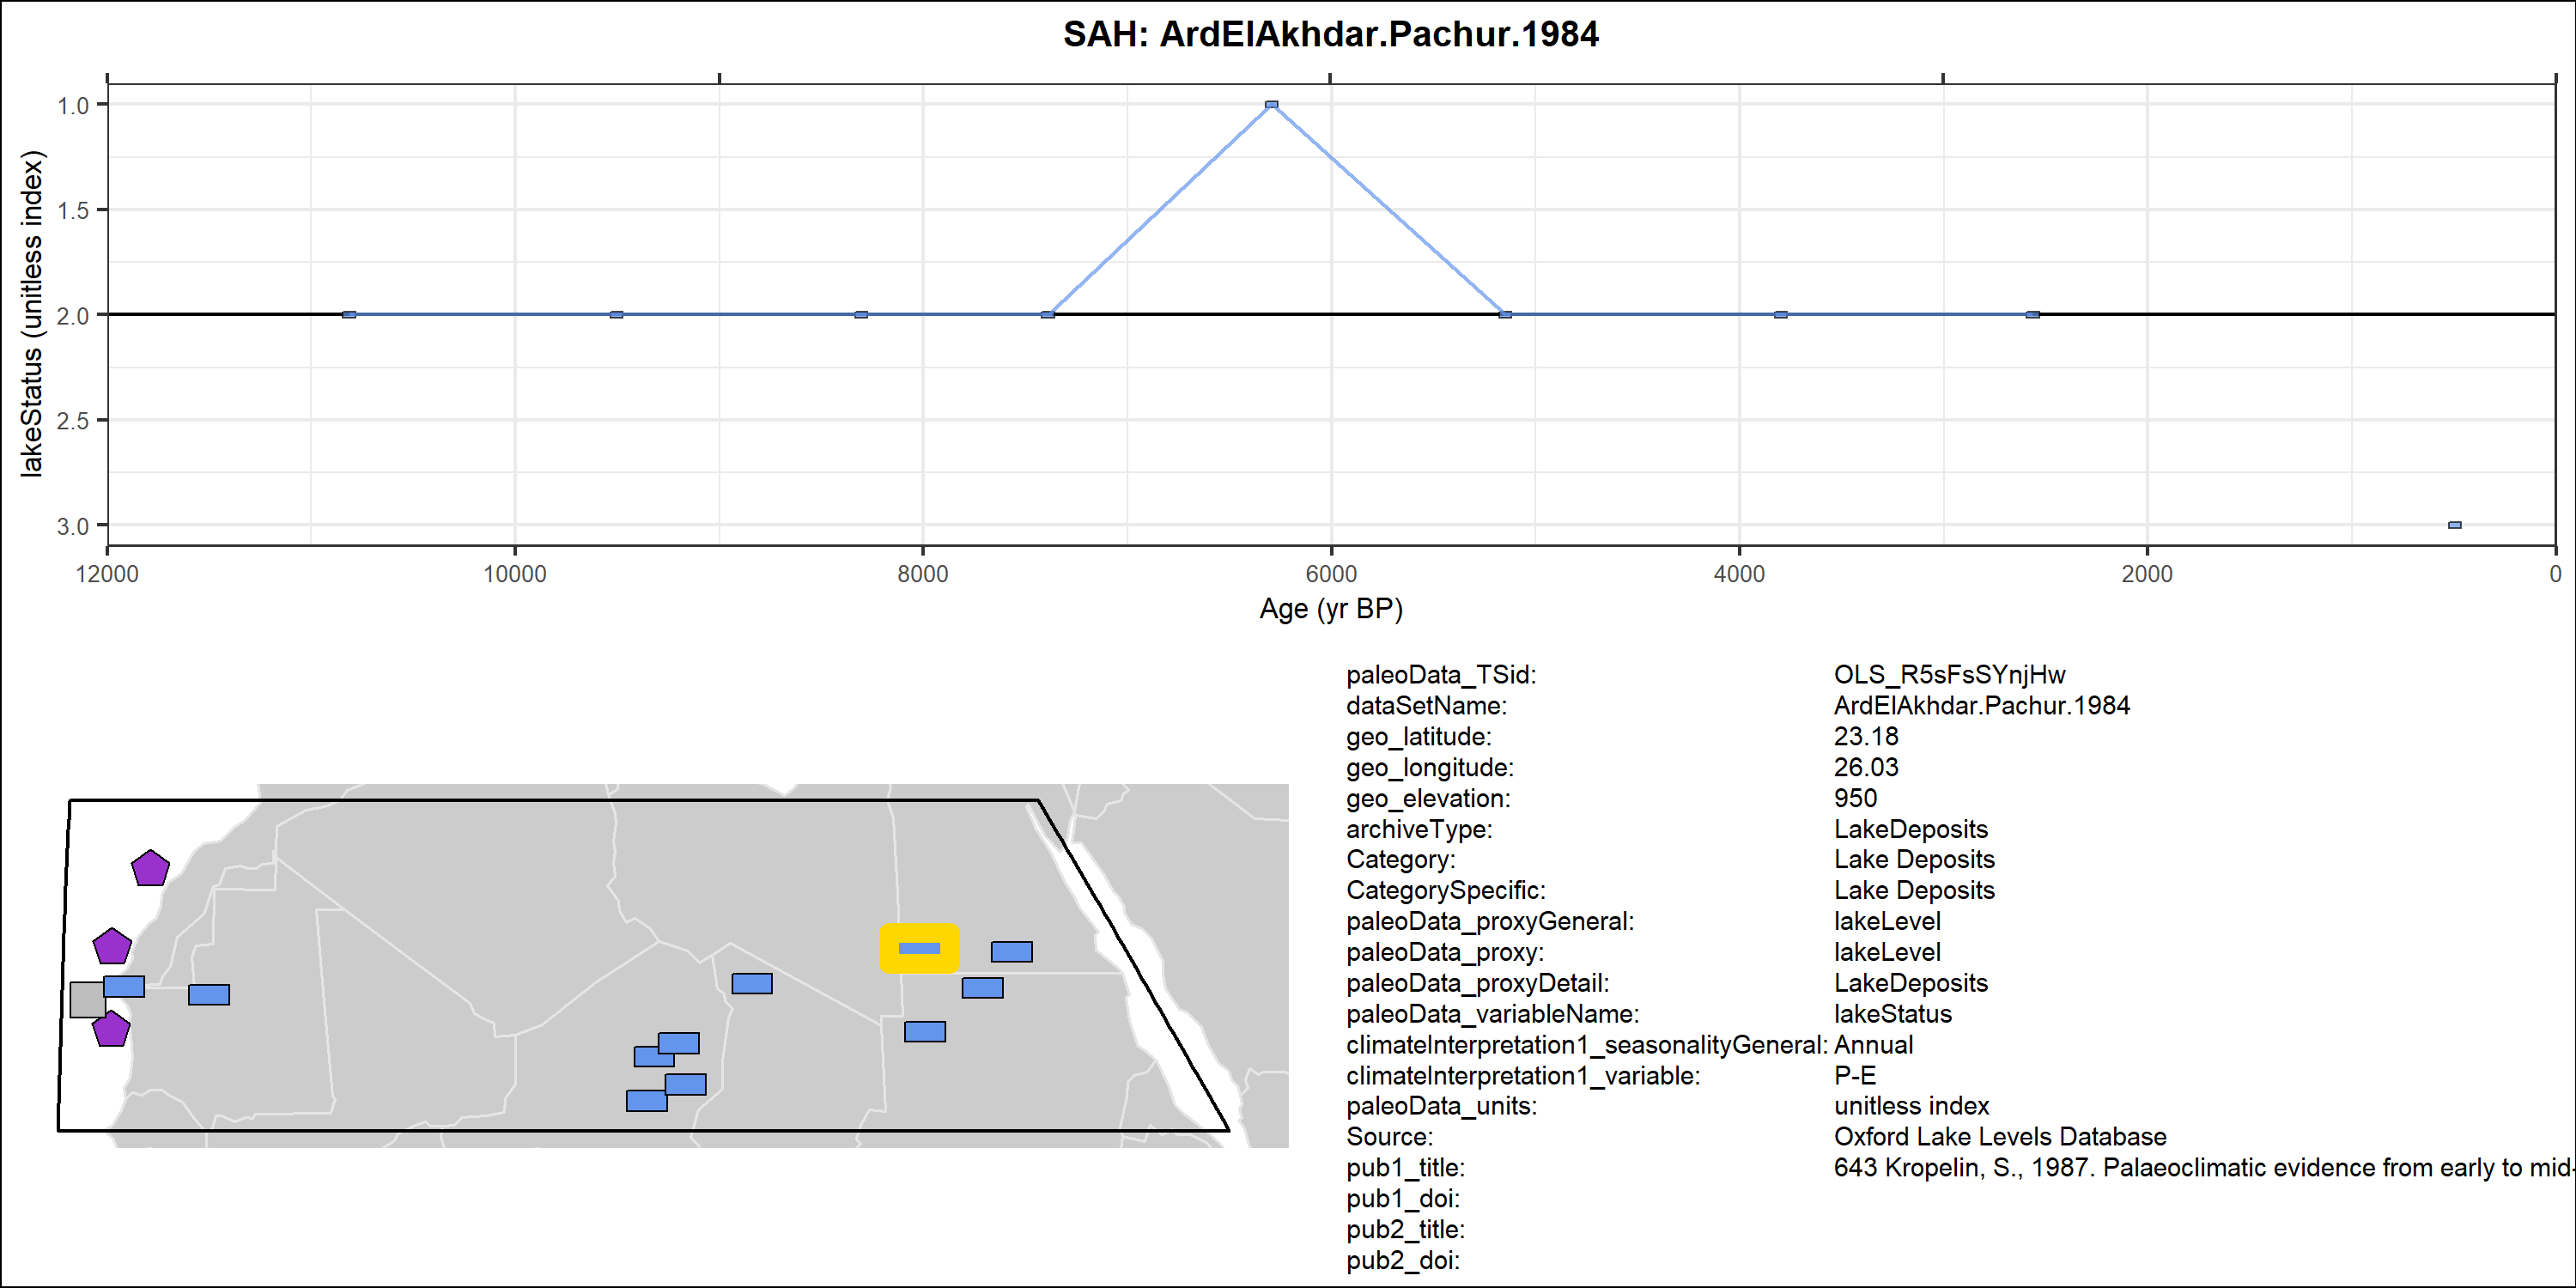 SAH: ArdElAkhdar.Pachur.1984
lakeStatus (unitless index)
1.0
1.5
2.0
2.5
3.0
12000 10000 8000 6000 4000 2000 0
Age (yr BP)
paleoData_TSid: OLS_R5sFsSYnjHw
dataSetName: ArdElAkhdar.Pachur.1984
geo_latitude: 23.18
geo_longitude: 26.03
geo_elevation: 950
archiveType: LakeDeposits
Category: Lake Deposits
CategorySpecific: Lake Deposits
paleoData_proxyGeneral: lakeLevel
paleoData_proxy: lakeLevel
paleoData_proxyDetail: LakeDeposits
paleoData_variableName: lakeStatus
climateInterpretation1_seasonalityGeneral: Annual
climateInterpretation1_variable: P-E
paleoData_units: unitless index
Source: Oxford Lake Levels Database
pub1_title: 643 Kropelin, S., 1987. Palaeoclimatic evidence from early to mid-
pub1_doi:
pub2_title:
pub2_doi: